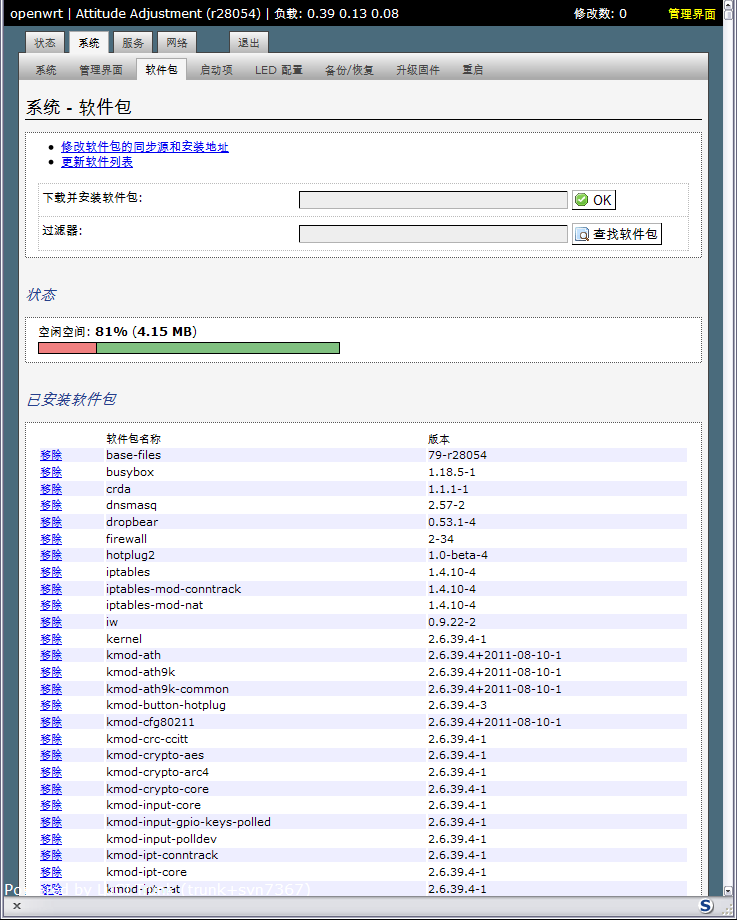 openwrt | Attitude Adjustment (r28054) | 负载: 0.39 0.13 0.08 修改数: 0 管理界面
状态 系统 服务 网络 退出
系统 管理界面 软件包 启动项 LED 配置 备份/恢复 升级固件 重启
系统 - 软件包
修改软件包的同步源和安装地址
更新软件列表
下载并安装软件包: OK
过滤器: 查找软件包
状态
空闲空间: 81% (4.15 MB)
已安装软件包
软件包名称 版本
移除 base-files 79-r28054
移除 busybox 1.18.5-1
移除 crda 1.1.1-1
移除 dnsmasq 2.57-2
移除 dropbear 0.53.1-4
移除 firewall 2-34
移除 hotplug2 1.0-beta-4
移除 iptables 1.4.10-4
移除 iptables-mod-conntrack 1.4.10-4
移除 iptables-mod-nat 1.4.10-4
移除 iw 0.9.22-2
移除 kernel 2.6.39.4-1
移除 kmod-ath 2.6.39.4+2011-08-10-1
移除 kmod-ath9k 2.6.39.4+2011-08-10-1
移除 kmod-ath9k-common 2.6.39.4+2011-08-10-1
移除 kmod-button-hotplug 2.6.39.4-3
移除 kmod-cfg80211 2.6.39.4+2011-08-10-1
移除 kmod-crc-ccitt 2.6.39.4-1
移除 kmod-crypto-aes 2.6.39.4-1
移除 kmod-crypto-arc4 2.6.39.4-1
移除 kmod-crypto-core 2.6.39.4-1
移除 kmod-input-core 2.6.39.4-1
移除 kmod-input-gpio-keys-polled 2.6.39.4-1
移除 kmod-input-polldev 2.6.39.4-1
移除 kmod-ipt-conntrack 2.6.39.4-1
移除 kmod-ipt-core 2.6.39.4-1
移除 2.6.39.4-1
(trunk+svn7367)